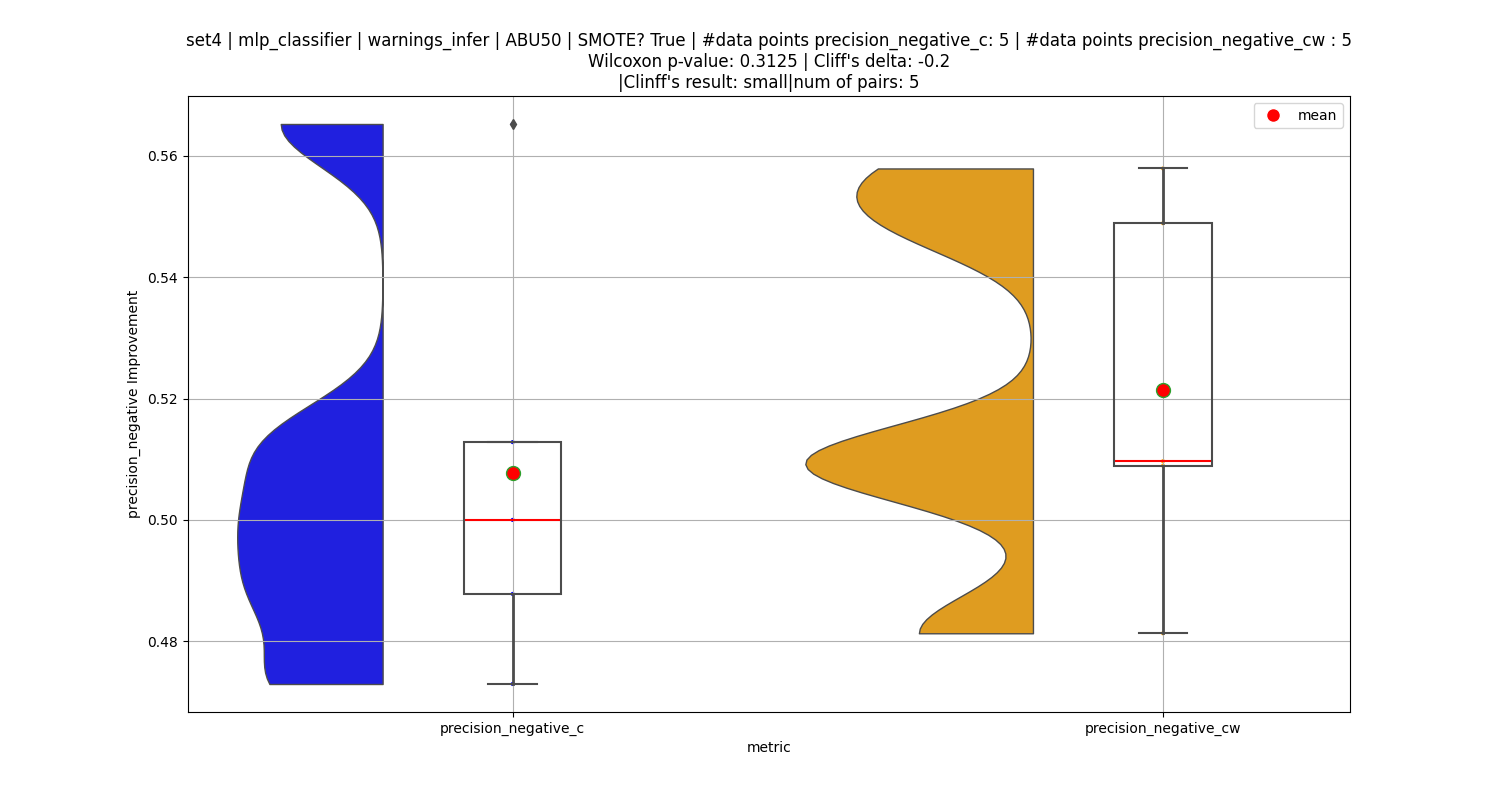 set4 | mlp_classifier | warnings_infer | ABU50 | SMOTE? True | #data points precision_negative_c: 5 | #data points precision_negative_cw : 5
Wilcoxon p-value: 0.3125 | Cliff's delta: -0.2
|Clinff's result: small|num of pairs: 5
mean
0.56
0.54
0.52
0.50
0.48
precision_negative Improvement
precision_negative_c
precision_negative_cw
metric